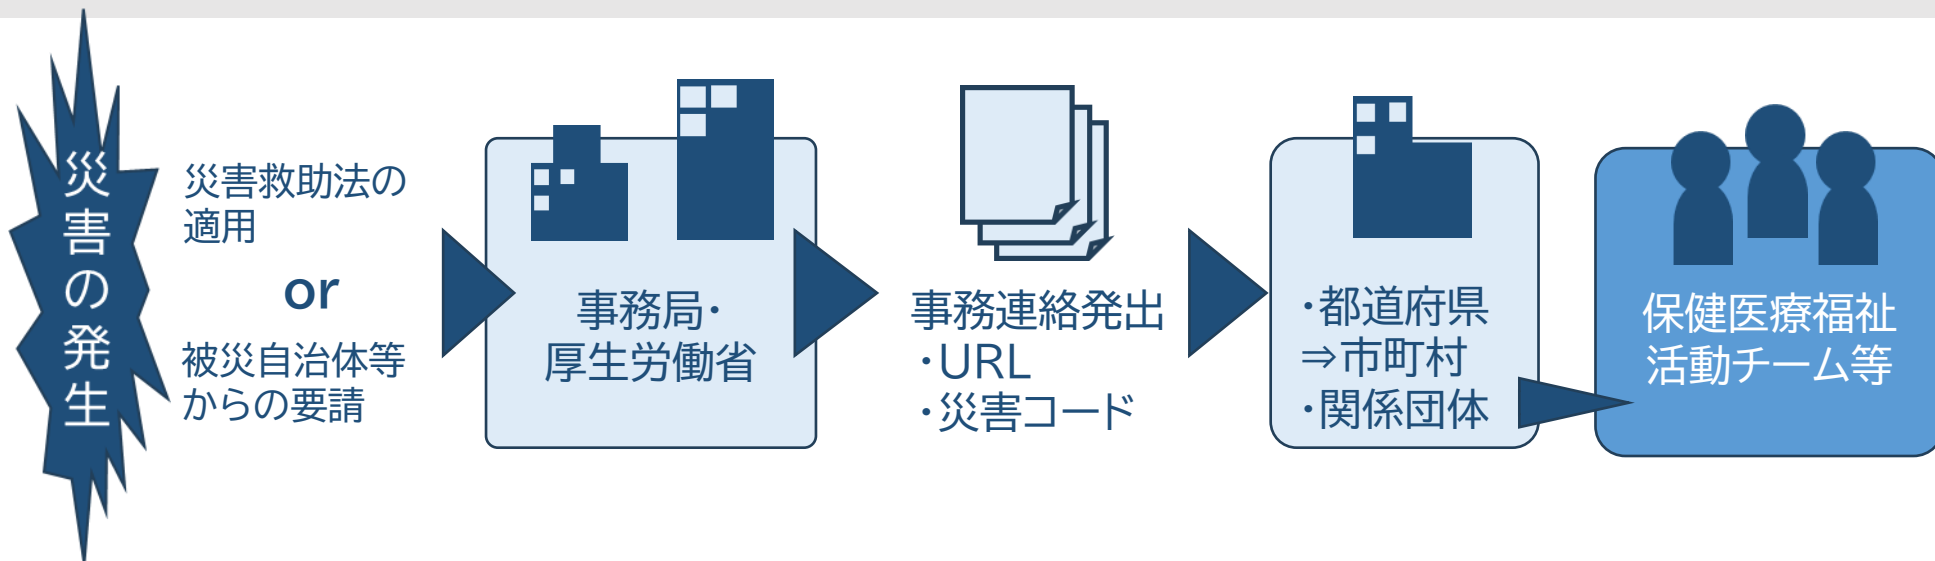 災害の発生
災害救助法の
適用
or
被災自治体等
からの要請
事務局・
厚生労働省
事務連絡発出
・URL
・災害コード
・都道府県
⇒市町村
・関係団体
保健医療福祉
活動チーム等